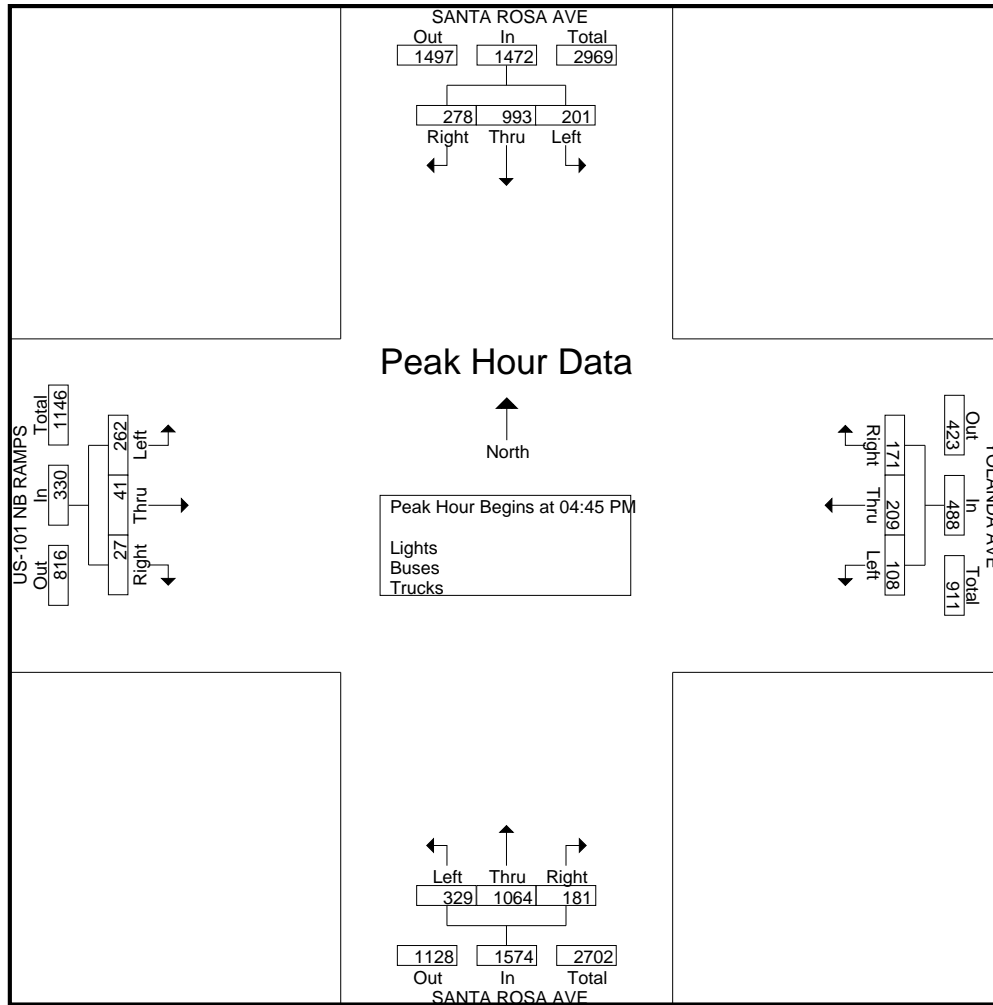 SANTA ROSA AVE
Out In Total
1497 1472 2969
278 993 201
Right Thru Left
Peak Hour Data
North
Peak Hour Begins at 04:45 PM
Lights
Buses
Trucks
US-101 NB RAMPS
Out In Total
816 330 1146
27 41 262
Right Thru Left
Out In Total
423 488 911
171 209 108
Right Thru Left
YOLANDA AVE
Left Thru Right
329 1064 181
1128 1574 2702
Out In Total
SANTA ROSA AVE